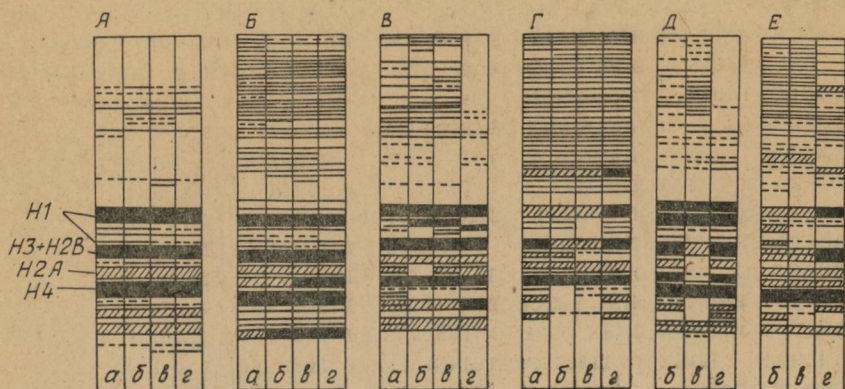 А Б В Г Д Е
Н1
Н3+Н2В
Н2А
Н4
а б в г а б в г а б в г а б в г б в г б в г